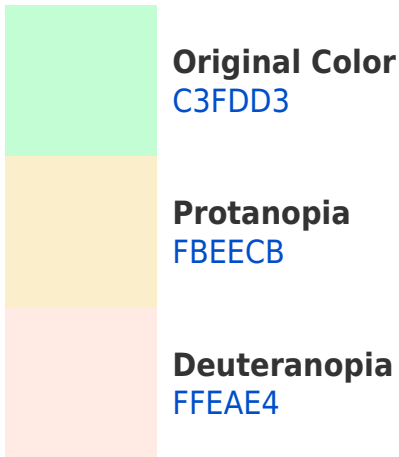 Original Color
C3FDD3
Protanopia
FBEECB
Deuteranopia
FFEAE4